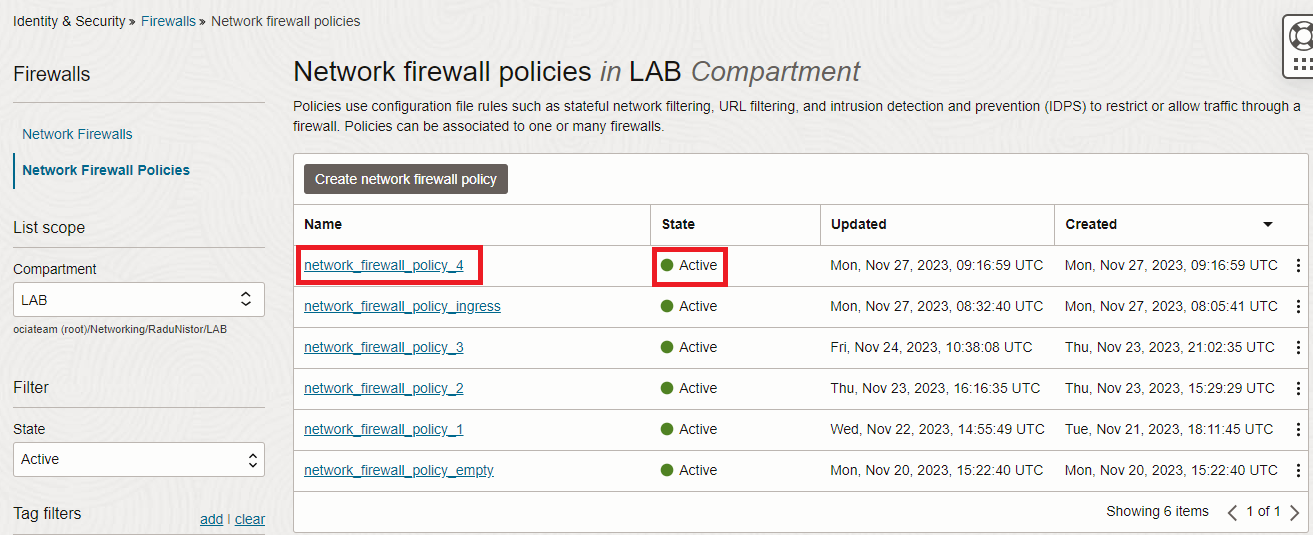 Identity & Security » Firewalls » Network firewall policies
Firewalls
Network Firewalls
Network Firewall Policies
List scope
Compartment
LAB
ociateam (root)/Networking/RaduNistor/LAB
Filter
State
Active
Tag filters add | clear
Network firewall policies in LAB Compartment
Policies use configuration file rules such as stateful network filtering, URL filtering, and intrusion detection and prevention (IDPS) to restrict or allow traffic through a
firewall. Policies can be associated to one or many firewalls.
Create network firewall policy
Name State Updated Created
network_firewall_policy_4 Active Mon, Nov 27, 2023, 09:16:59 UTC Mon, Nov 27, 2023, 09:16:59 UTC
network_firewall_policy_ingress Active Mon, Nov 27, 2023, 08:32:40 UTC Mon, Nov 27, 2023, 08:05:41 UTC
network_firewall_policy_3 Active Fri, Nov 24, 2023, 10:38:08 UTC Thu, Nov 23, 2023, 21:02:35 UTC
network_firewall_policy_2 Active Thu, Nov 23, 2023, 16:16:35 UTC Thu, Nov 23, 2023, 15:29:29 UTC
network_firewall_policy_1 Active Wed, Nov 22, 2023, 14:55:49 UTC Tue, Nov 21, 2023, 18:11:45 UTC
network_firewall_policy_empty Active Mon, Nov 20, 2023, 15:22:40 UTC Mon, Nov 20, 2023, 15:22:40 UTC
Showing 6 items < 1 of 1 >